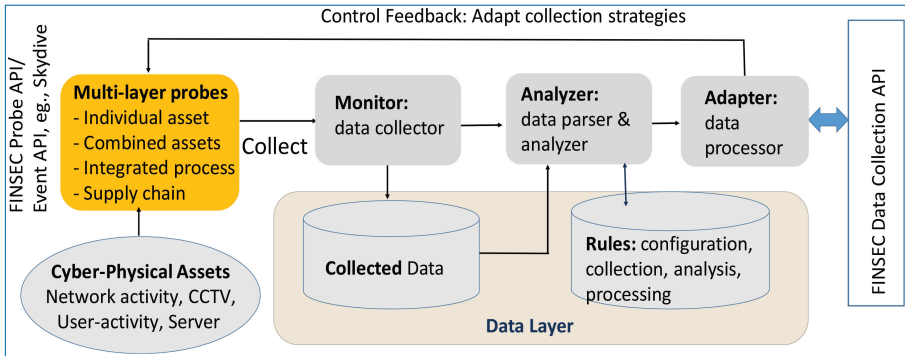 Control Feedback: Adapt collection strategies
FINSEC Probe API/
Event API, eg., Skydive
Multi-layer probes
- Individual asset
- Combined assets
- Integrated process
- Supply chain
Collect
Monitor:
data collector
Analyzer:
data parser &
analyzer
Adapter:
data
processor
FINSEC Data Collection API
Cyber-Physical Assets
Network activity, CCTV,
User-activity, Server
Collected Data
Rules: configuration,
collection, analysis,
processing
Data Layer